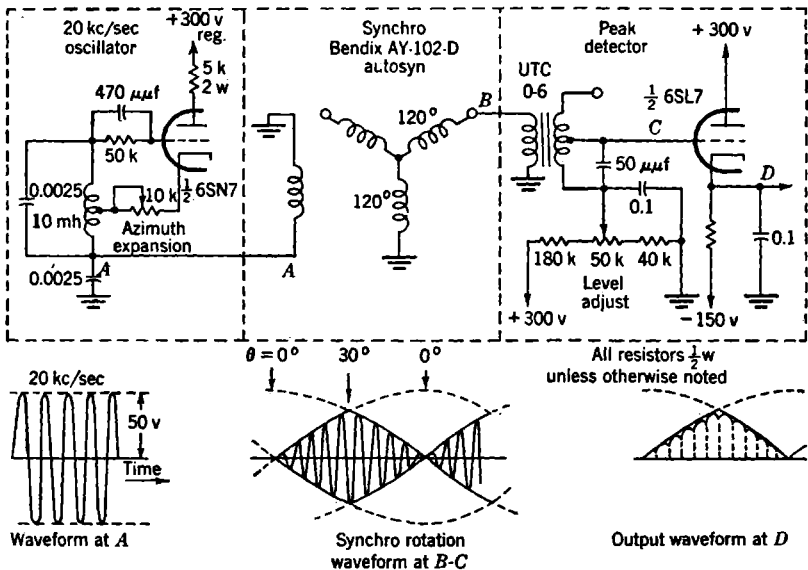 20 kc/sec
oscillator
+300 v
reg.
5 k
2 w
470 μμf
50 k
0.0025
10 mh
10 k
½ 6SN7
Azimuth
expansion
A
0.0025
Synchro
Bendix AY-102-D
autosyn
120°
120°
A
B
Peak
detector
UTC
0-6
+300 v
½ 6SL7
C
50 μμf
0.1
D
0.1
180 k
50 k
40 k
Level
adjust
+300 v
-150 v
All resistors ½ w
unless otherwise noted
20 kc/sec
50 v
Time
Waveform at A
θ = 0°
30°
0°
Synchro rotation
waveform at B-C
Output waveform at D